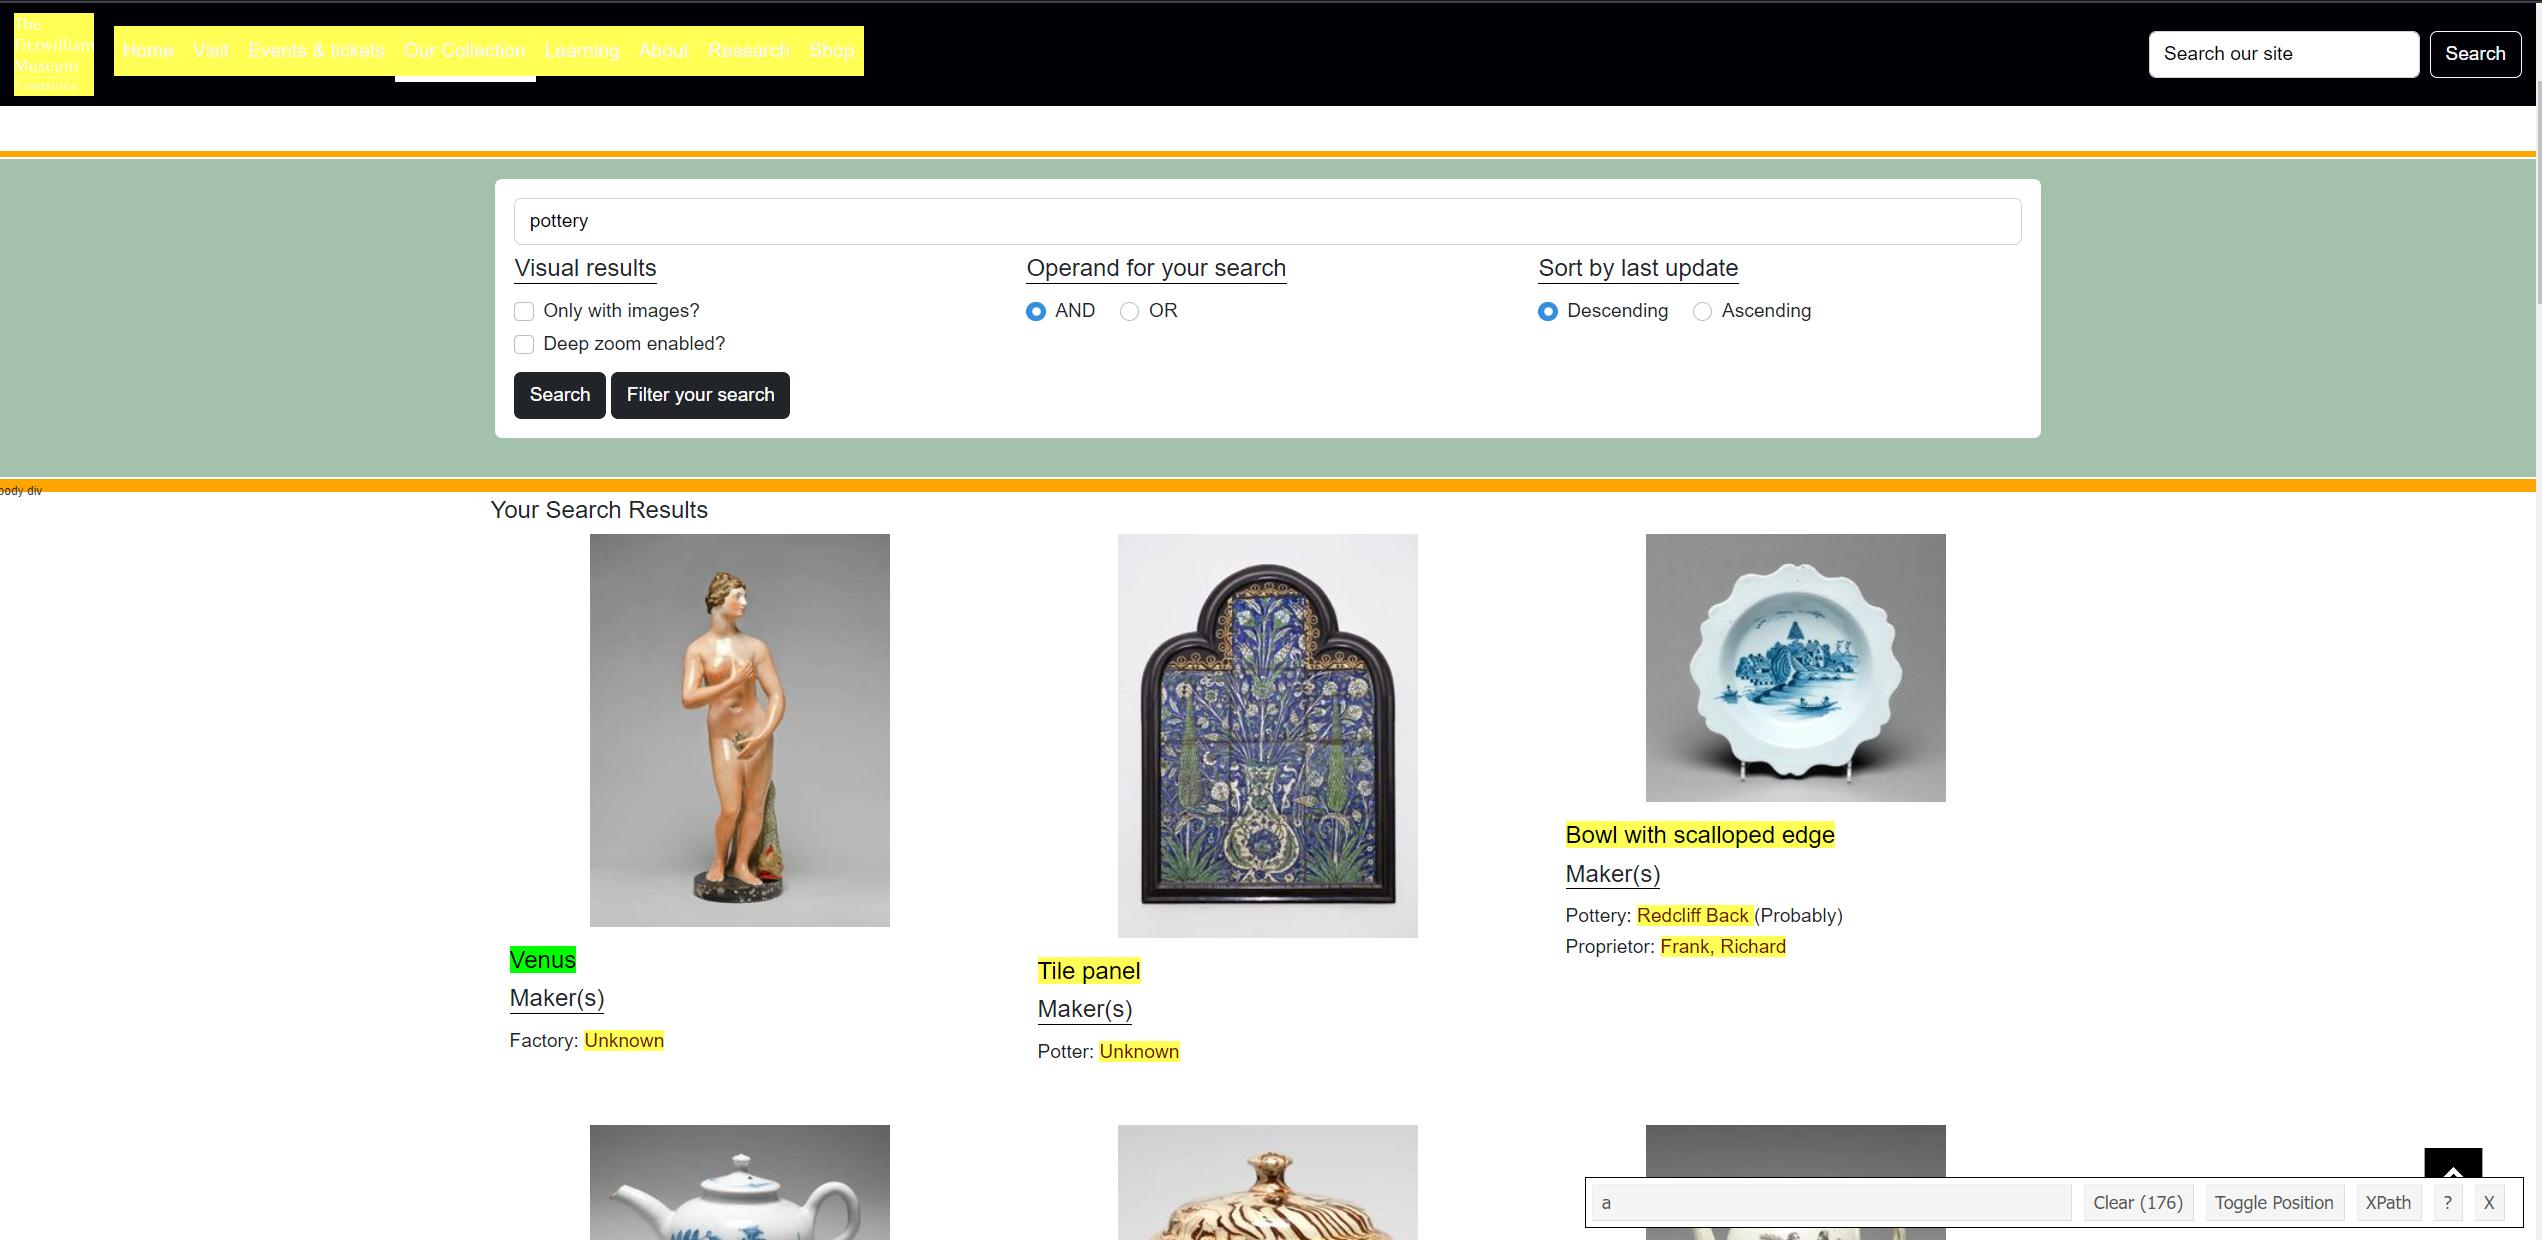 The
Fitzwilliam
Museum
CAMBRIDGE
Home Visit Events & tickets Our Collection Learning About Research Shop
Search our site Search
pottery
Visual results Operand for your search Sort by last update
Only with images? AND OR Descending Ascending
Deep zoom enabled?
Search Filter your search
body div
Your Search Results
Venus
Maker(s)
Factory: Unknown
Tile panel
Maker(s)
Potter: Unknown
Bowl with scalloped edge
Maker(s)
Pottery: Redcliff Back (Probably)
Proprietor: Frank, Richard
a Clear (176) Toggle Position XPath ? X